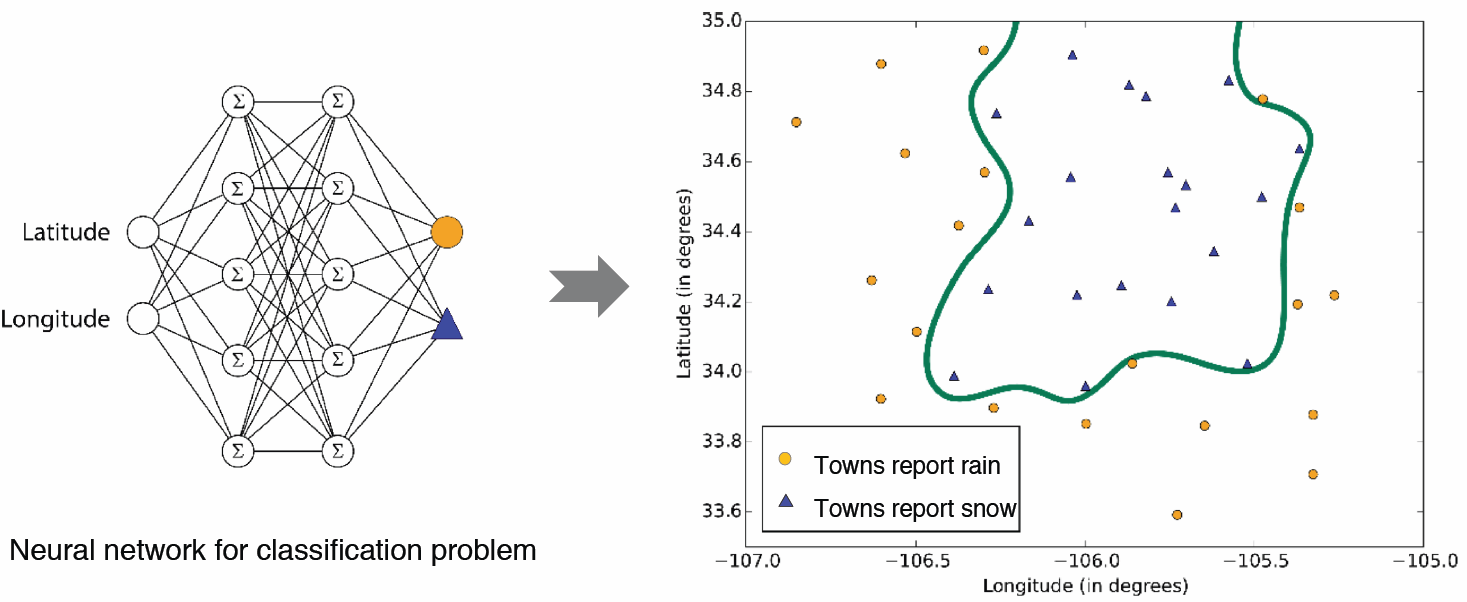 Latitude
Longitude
Σ Σ
Σ Σ
Σ Σ
Σ Σ
Σ Σ
Neural network for classification problem
Latitude (in degrees)
35.0
34.8
34.6
34.4
34.2
34.0
33.8
33.6
Towns report rain
Towns report snow
−107.0 −106.5 −106.0 −105.5 −105.0
Longitude (in degrees)